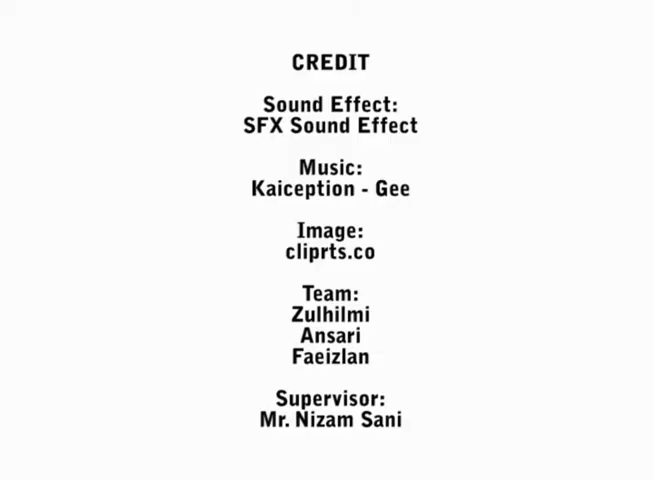 CREDIT
Sound Effect:
SFX Sound Effect
Music:
Kaiception - Gee
Image:
cliprts.co
Team:
Zulhilmi
Ansari
Faeizlan
Supervisor:
Mr. Nizam Sani